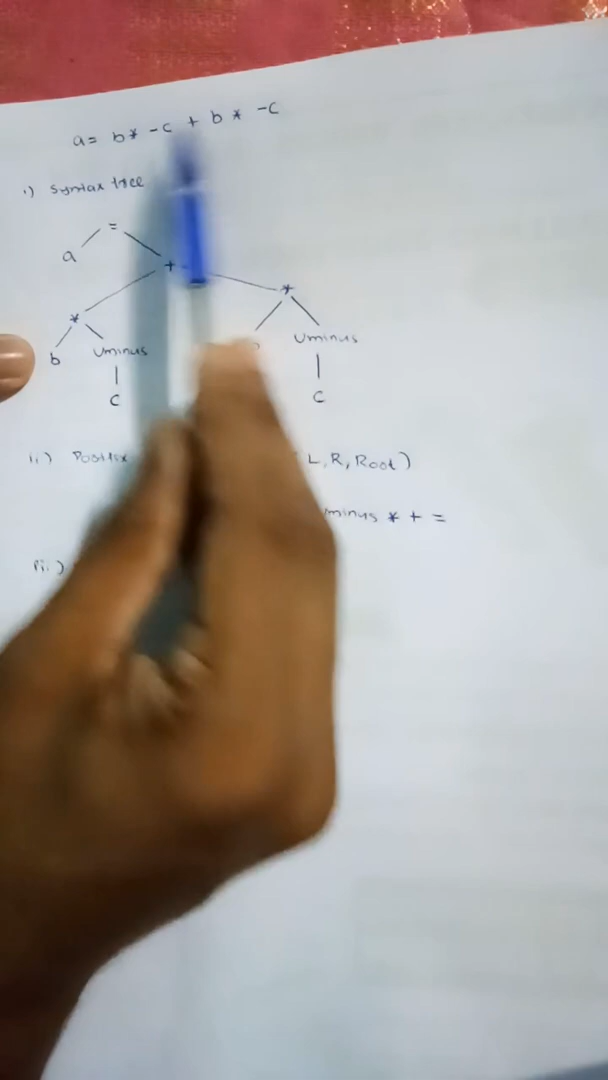 a = b * -c + b * -c
i) Syntax tree
=
a +
* *
b Uminus Uminus
c c
ii) Postfix (L, R, Root)
minus * + =
iii)